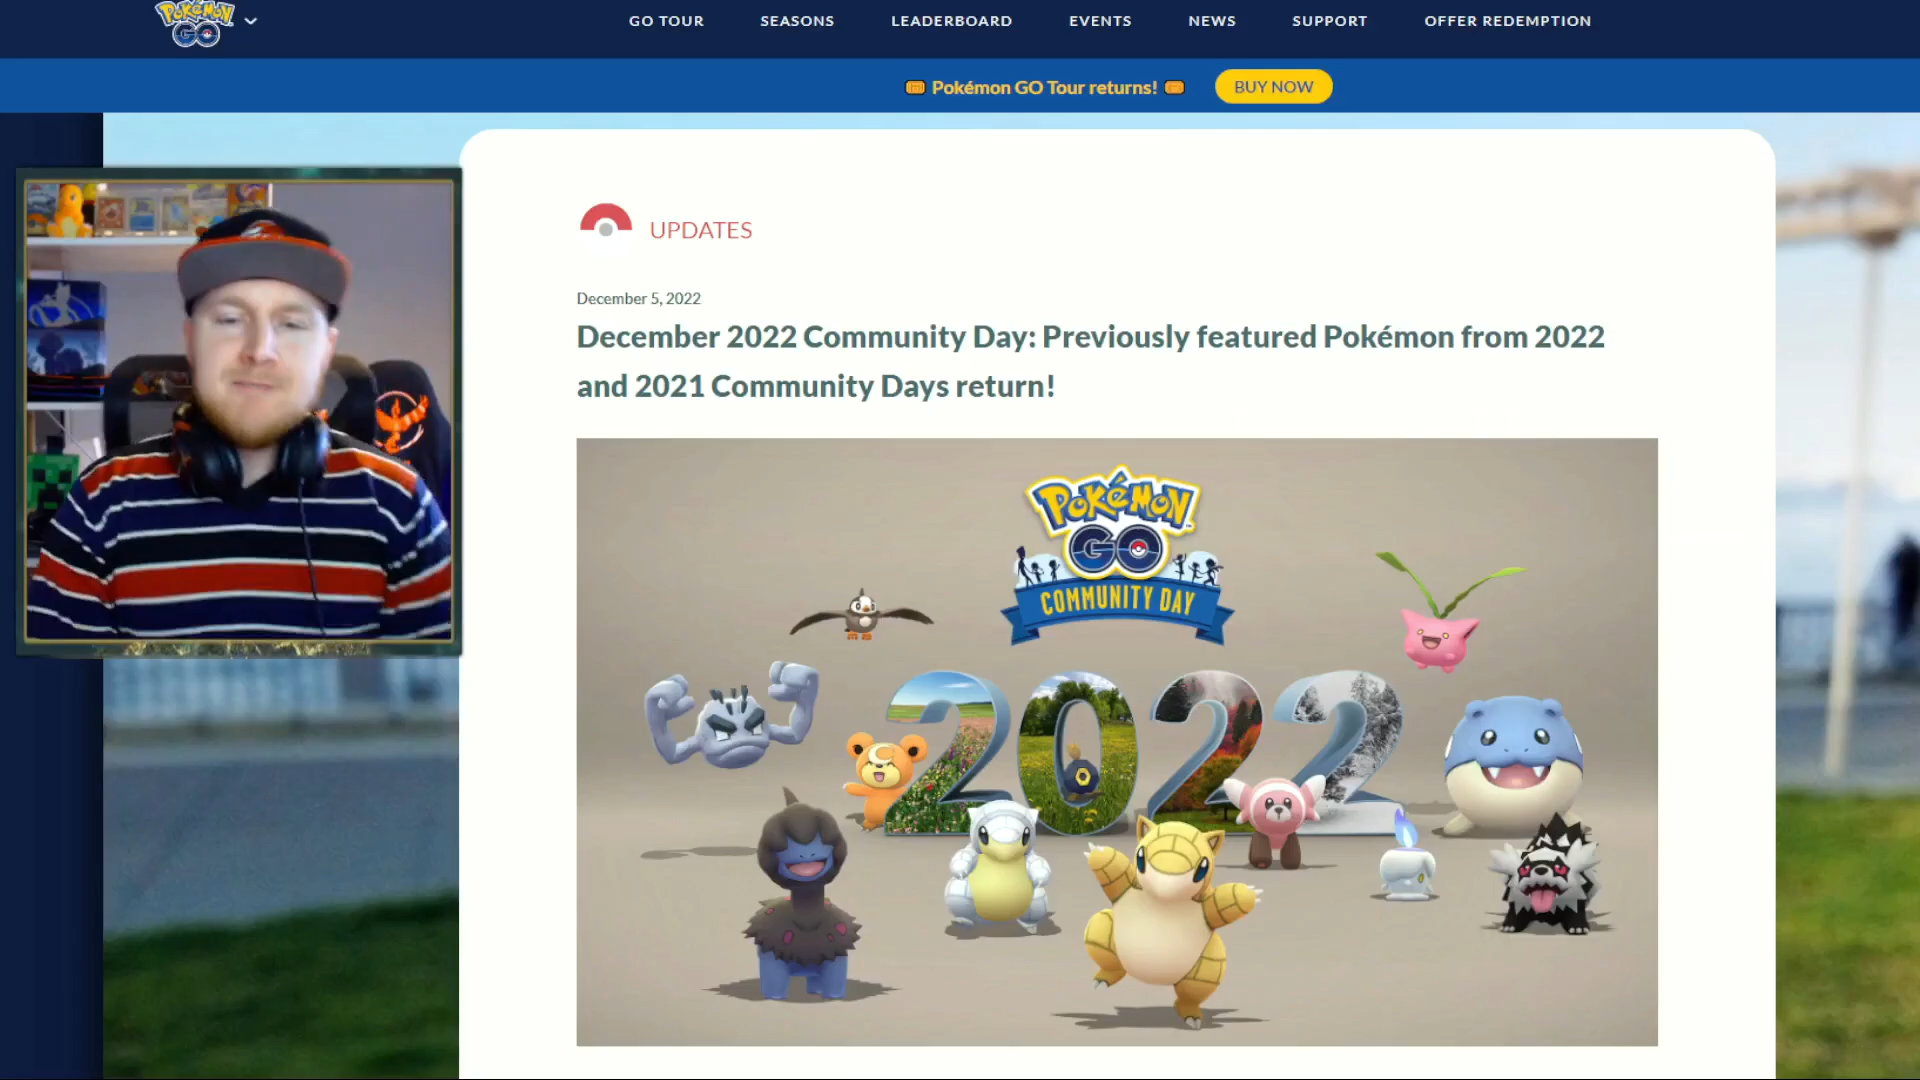 Pokémon GO
GO TOUR SEASONS LEADERBOARD EVENTS NEWS SUPPORT OFFER REDEMPTION
Pokémon GO Tour returns! BUY NOW
UPDATES
December 5, 2022
December 2022 Community Day: Previously featured Pokémon from 2022
and 2021 Community Days return!
POKéMON
GO
COMMUNITY DAY
2022